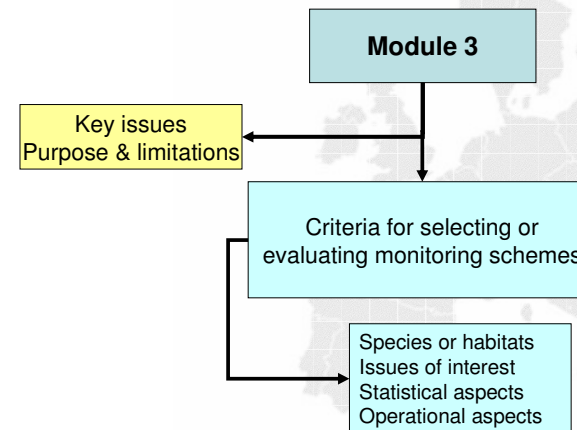 Module 3
Key issues
Purpose & limitations
Criteria for selecting or
evaluating monitoring schemes
Species or habitats
Issues of interest
Statistical aspects
Operational aspects